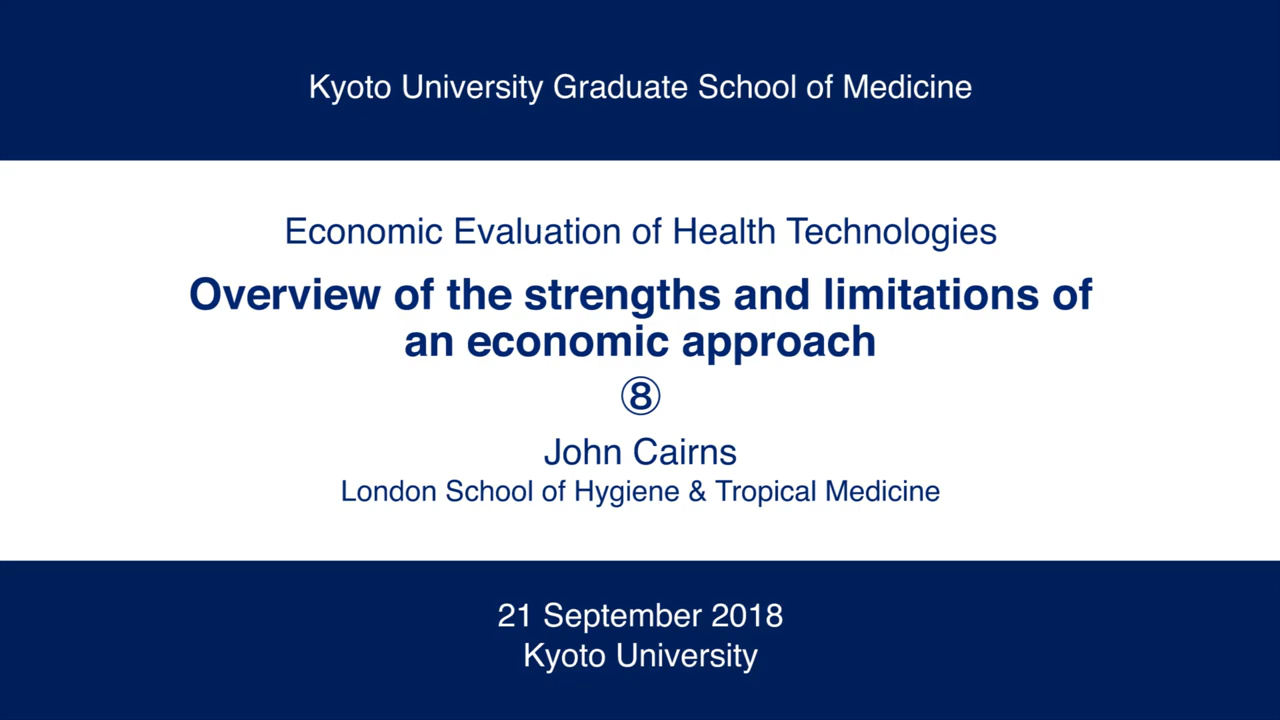 Kyoto University Graduate School of Medicine
Economic Evaluation of Health Technologies
Overview of the strengths and limitations of
an economic approach
⑧
John Cairns
London School of Hygiene & Tropical Medicine
21 September 2018
Kyoto University